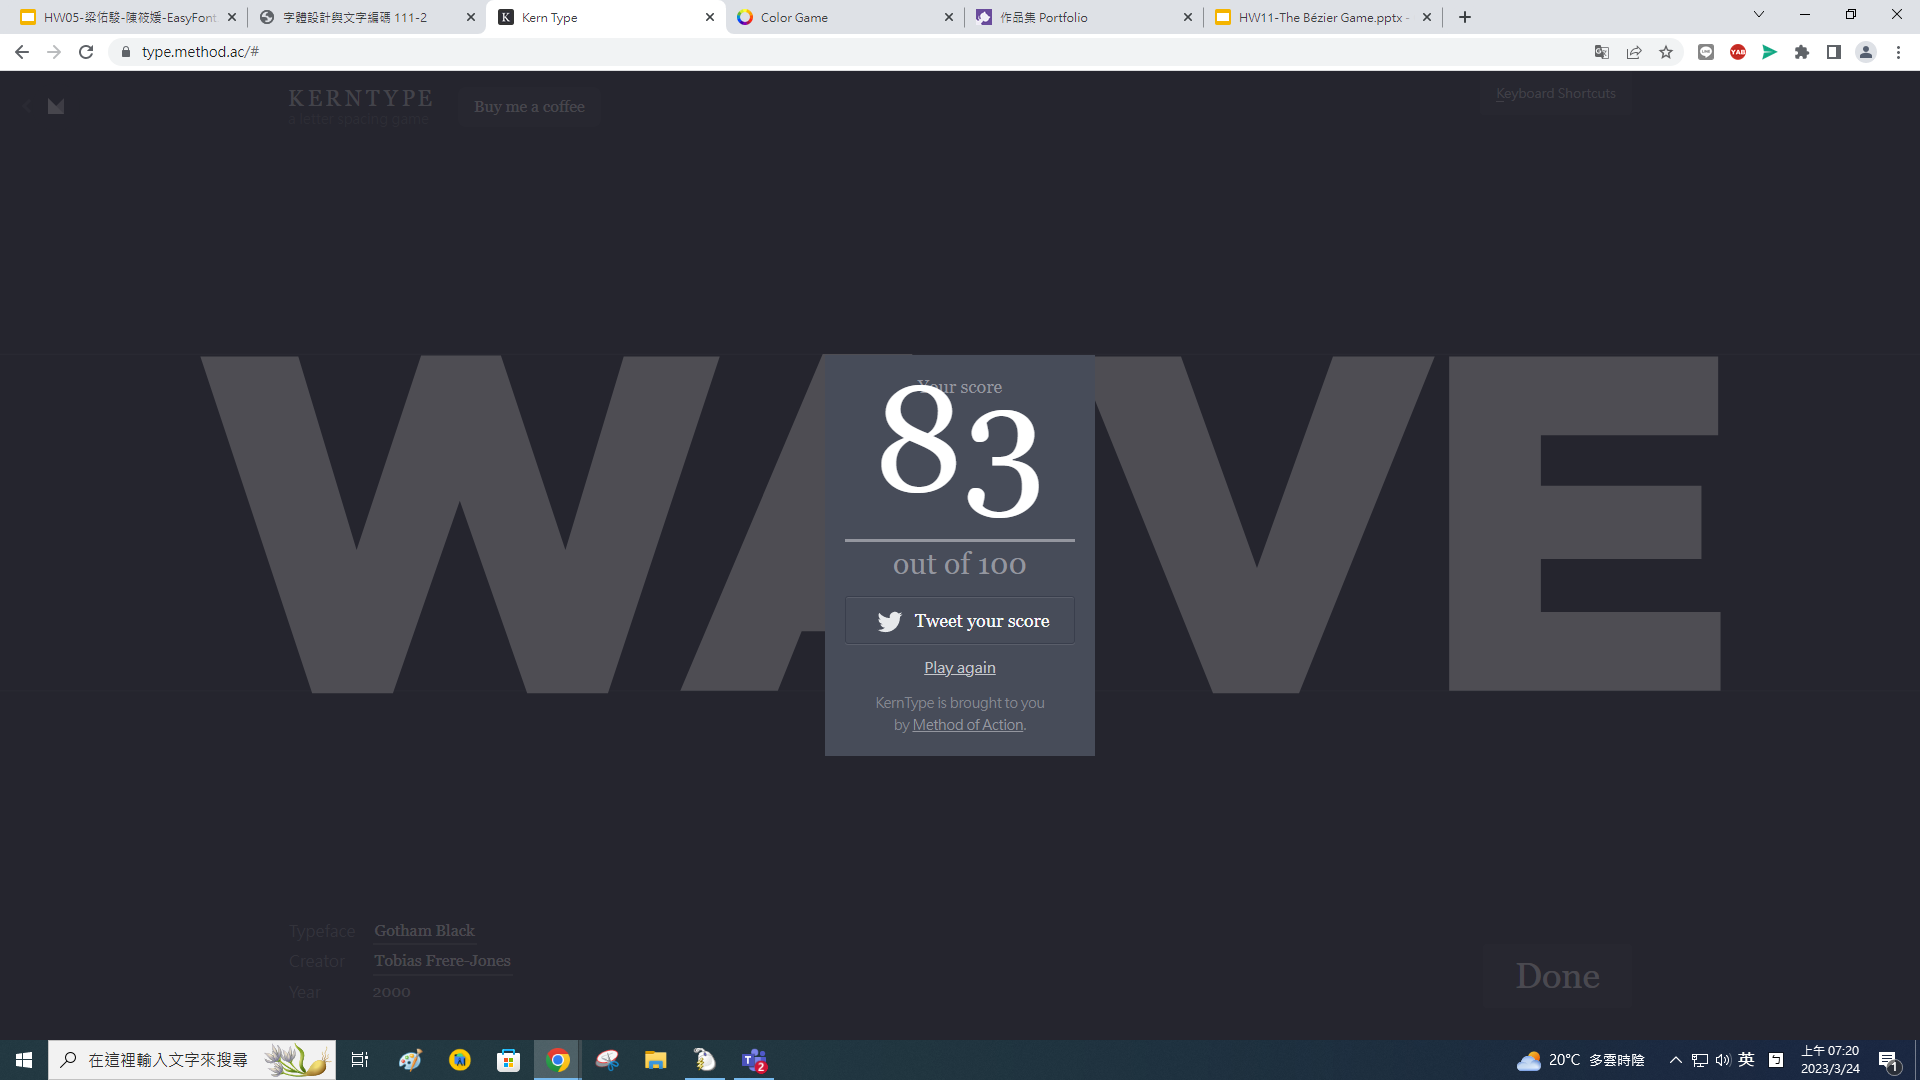 HW05-梁佑駿-陳筱媛-EasyFont
字體設計與文字編碼 111-2
Kern Type
Color Game
作品集 Portfolio
HW11-The Bézier Game.pptx -
type.method.ac/#
KERNTYPE
a letter spacing game
Buy me a coffee
Keyboard Shortcuts
WAVE
Your score
83
out of 100
Tweet your score
Play again
KernType is brought to you
by Method of Action.
Typeface Gotham Black
Creator Tobias Frere-Jones
Year 2000
Done
在這裡輸入文字來搜尋
20°C 多雲時陰
英
上午 07:20
2023/3/24